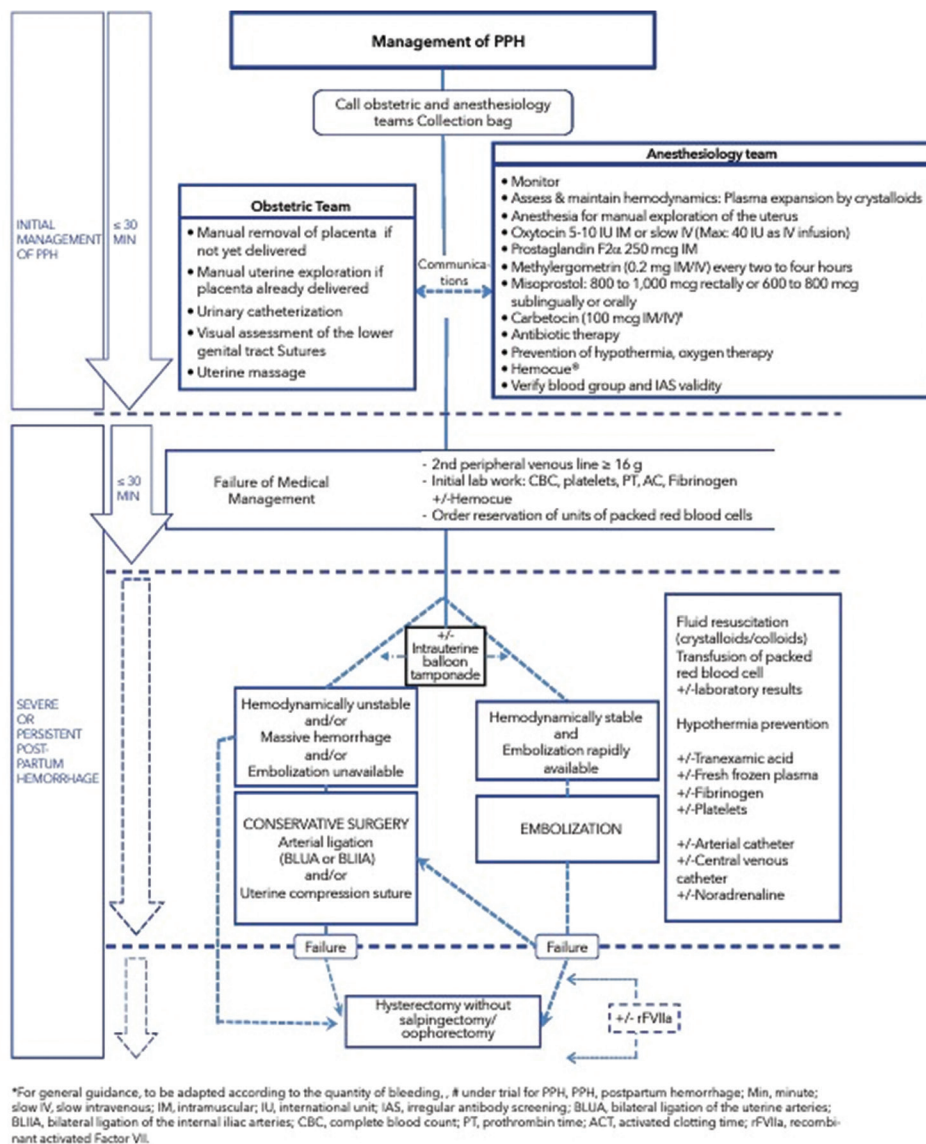 Management of PPH
Call obstetric and anesthesiology
teams Collection bag
INITIAL
MANAGEMENT
OF PPH
≤ 30
MIN
Obstetric Team
• Manual removal of placenta if
not yet delivered
• Manual uterine exploration if
placenta already delivered
• Urinary catheterization
• Visual assessment of the lower
genital tract Sutures
• Uterine massage
Communica-
tions
Anesthesiology team
• Monitor
• Assess & maintain hemodynamics: Plasma expansion by crystalloids
• Anesthesia for manual exploration of the uterus
• Oxytocin 5-10 IU IM or slow IV (Max: 40 IU as IV infusion)
• Prostaglandin F2α 250 mcg IM
• Methylergometrin (0.2 mg IM/IV) every two to four hours
• Misoprostol: 800 to 1,000 mcg rectally or 600 to 800 mcg
sublingually or orally
• Carbetocin (100 mcg IM/IV)#
• Antibiotic therapy
• Prevention of hypothermia, oxygen therapy
• Hemocue®
• Verify blood group and IAS validity
SEVERE
OR
PERSISTENT
POST-
PARTUM
HEMORRHAGE
≤ 30
MIN
Failure of Medical
Management
- 2nd peripheral venous line ≥ 16 g
- Initial lab work: CBC, platelets, PT, AC, Fibrinogen
+/-Hemocue
- Order reservation of units of packed red blood cells
+/-
Intrauterine
balloon
tamponade
Hemodynamically unstable
and/or
Massive hemorrhage
and/or
Embolization unavailable
Hemodynamically stable
and
Embolization rapidly
available
CONSERVATIVE SURGERY
Arterial ligation
(BLUA or BLIIA)
and/or
Uterine compression suture
EMBOLIZATION
Fluid resuscitation
(crystalloids/colloids)
Transfusion of packed
red blood cell
+/-laboratory results
Hypothermia prevention
+/-Tranexamic acid
+/-Fresh frozen plasma
+/-Fibrinogen
+/-Platelets
+/-Arterial catheter
+/-Central venous
catheter
+/-Noradrenaline
Failure
Failure
Hysterectomy without
salpingectomy/
oophorectomy
+/- rFVIIa
*For general guidance, to be adapted according to the quantity of bleeding, , # under trial for PPH, PPH, postpartum hemorrhage; Min, minute;
slow IV, slow intravenous; IM, intramuscular; IU, international unit; IAS, irregular antibody screening; BLUA, bilateral ligation of the uterine arteries;
BLIIA, bilateral ligation of the internal iliac arteries; CBC, complete blood count; PT, prothrombin time; ACT, activated clotting time; rFVIIa, recombi-
nant activated Factor VII.